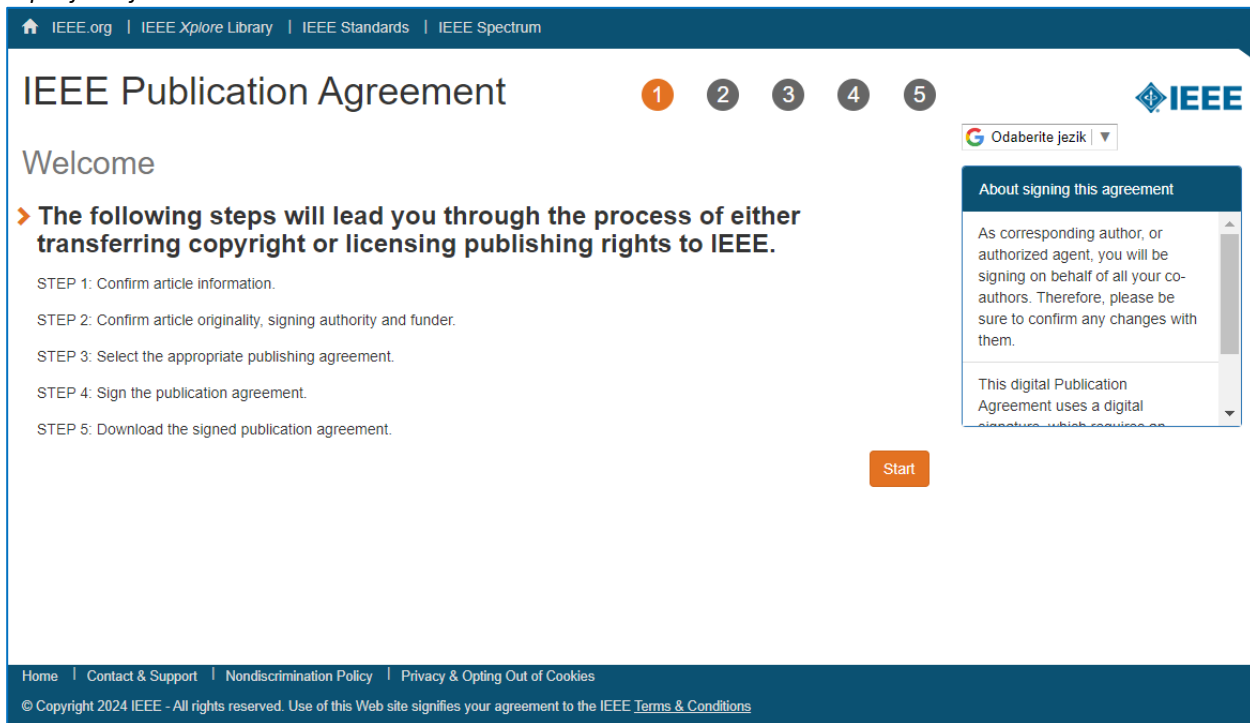 IEEE.org | IEEE Xplore Library | IEEE Standards | IEEE Spectrum
IEEE Publication Agreement
1 2 3 4 5
IEEE
Odaberite jezik | ▼
Welcome
The following steps will lead you through the process of either
transferring copyright or licensing publishing rights to IEEE.
STEP 1: Confirm article information.
STEP 2: Confirm article originality, signing authority and funder.
STEP 3: Select the appropriate publishing agreement.
STEP 4: Sign the publication agreement.
STEP 5: Download the signed publication agreement.
Start
About signing this agreement
As corresponding author, or
authorized agent, you will be
signing on behalf of all your co-
authors. Therefore, please be
sure to confirm any changes with
them.
This digital Publication
Agreement uses a digital
Home | Contact & Support | Nondiscrimination Policy | Privacy & Opting Out of Cookies
© Copyright 2024 IEEE - All rights reserved. Use of this Web site signifies your agreement to the IEEE Terms & Conditions